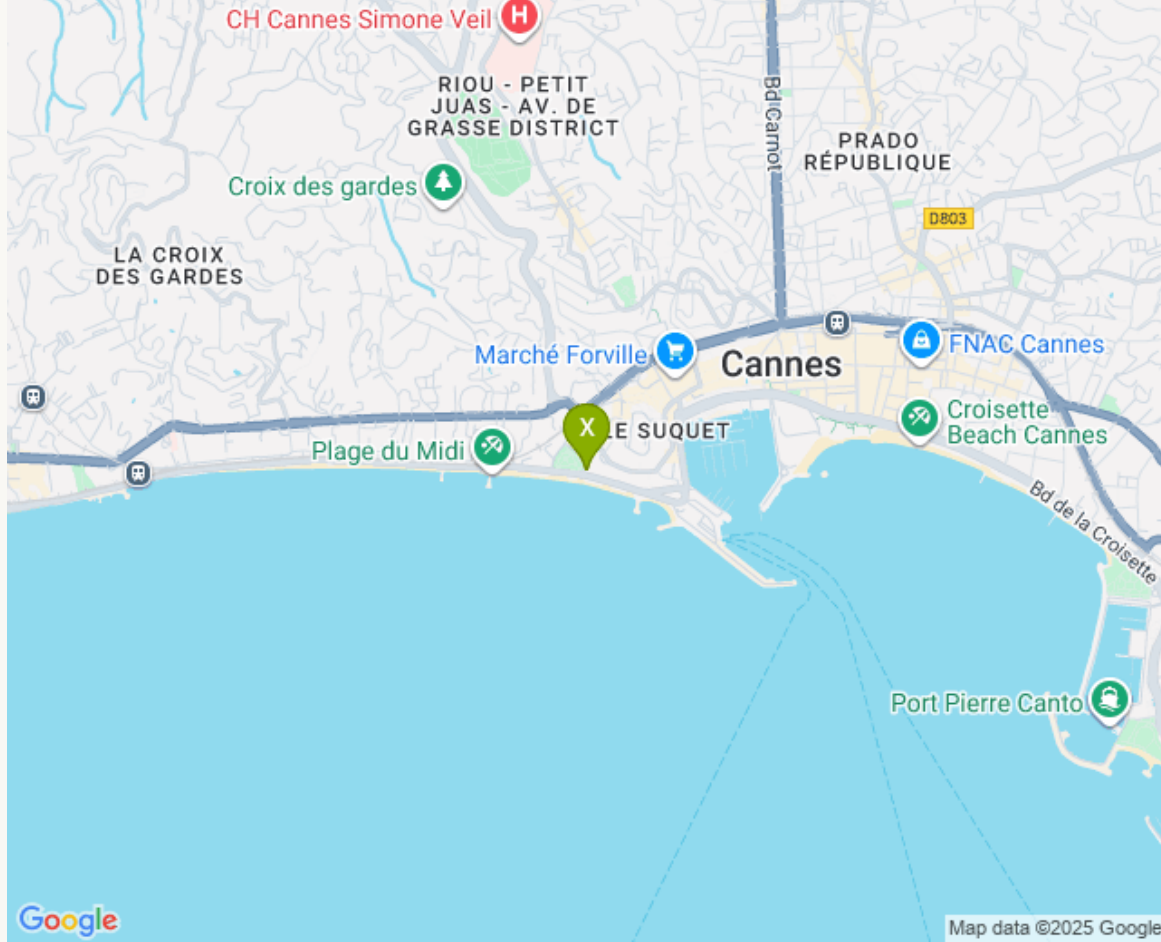 CH Cannes Simone Veil
H
RIOU - PETIT
JUAS - AV. DE
GRASSE DISTRICT
Bd Carnot
PRADO
RÉPUBLIQUE
Croix des gardes
D803
LA CROIX
DES GARDES
Marché Forville
Cannes
FNAC Cannes
Plage du Midi
X
LE SUQUET
Croisette
Beach Cannes
Bd de la Croisette
Port Pierre Canto
Google
Map data ©2025 Google